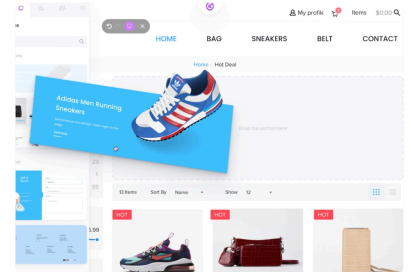 My profile
Items
$0.00
HOME
BAG
SNEAKERS
BELT
CONTACT
Home / Hot Deal
Adidas Men Running
Sneakers
13 Items
Sort By
Name
Show
12
HOT
HOT
HOT